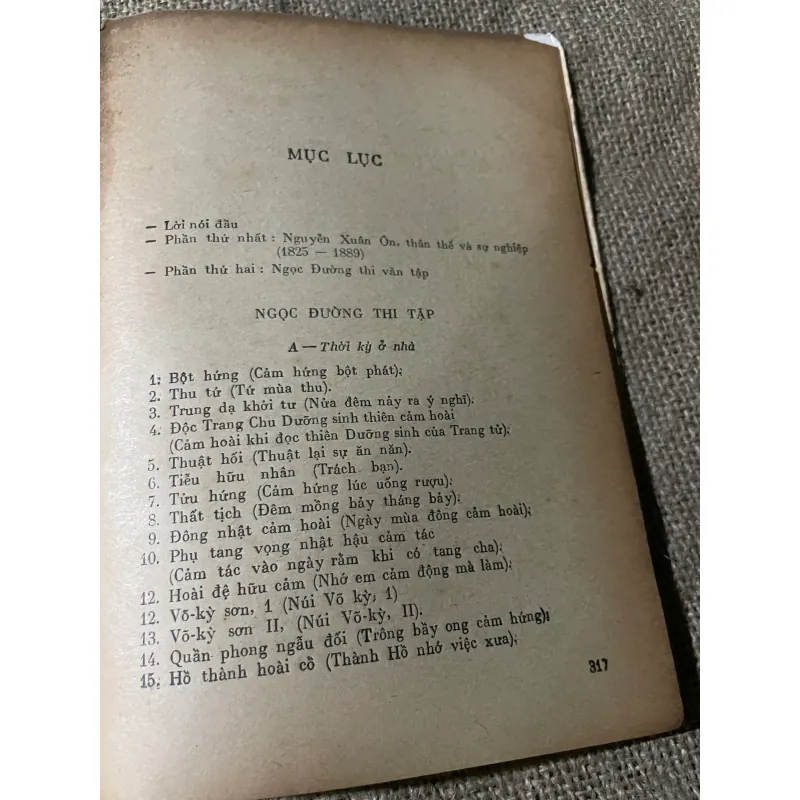 MỤC LỤC
— Lời nói đầu
— Phần thứ nhất : Nguyễn Xuân Ôn, thân thế và sự nghiệp
(1825 — 1889)
— Phần thứ hai : Ngọc Đường thi văn tập
NGỌC ĐƯỜNG THI TẬP
A — Thời kỳ ở nhà
1. Bột hứng (Cảm hứng bột phát).
2. Thu tứ (Tứ mùa thu).
3. Trung dạ khởi tư (Nửa đêm nảy ra ý nghĩ).
4. Độc Trang Chu Dưỡng sinh thiên cảm hoài
(Cảm hoài khi đọc thiên Dưỡng sinh của Trang tử).
5. Thuật hối (Thuật lại sự ăn năn).
6. Tiễu hữu nhân (Trách bạn).
7. Tửu hứng (Cảm hứng lúc uống rượu).
8. Thất tịch (Đêm mồng bảy tháng bảy).
9. Đông nhật cảm hoài (Ngày mùa đông cảm hoài).
10. Phụ tang vọng nhật hậu cảm tác
(Cảm tác vào ngày rằm khi có tang cha).
12. Hoài đệ hữu cảm (Nhớ em cảm động mà làm).
12. Võ-kỳ sơn, 1 (Núi Võ kỳ, 1)
13. Võ-kỳ sơn II, (Núi Võ-kỳ, II).
14. Quần phong ngẫu đối (Trông bầy ong cảm hứng).
15. Hồ thành hoài cồ (Thành Hồ nhớ việc xưa).
317